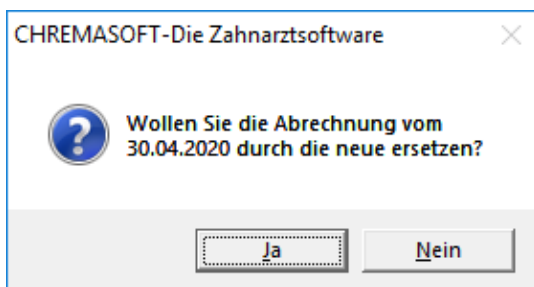 CHREMASOFT-Die Zahnarztsoftware
Wollen Sie die Abrechnung vom
30.04.2020 durch die neue ersetzen?
Ja
Nein